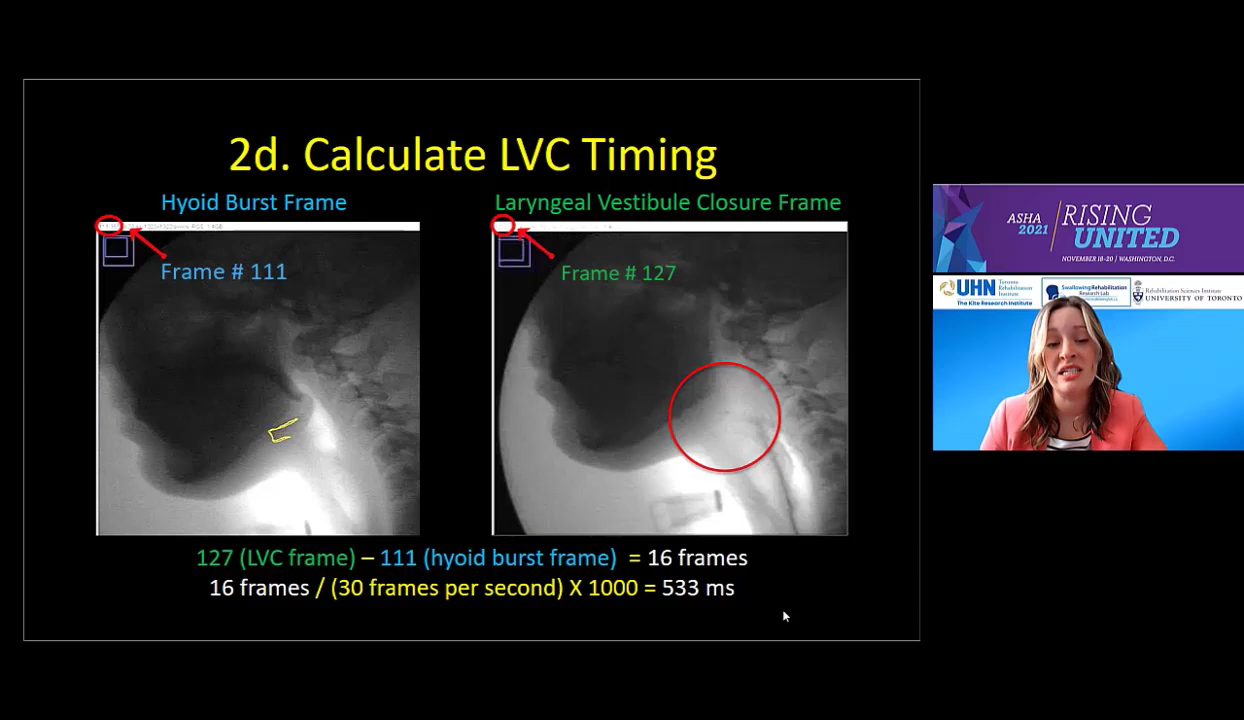 2d. Calculate LVC Timing
Hyoid Burst Frame
Laryngeal Vestibule Closure Frame
Frame # 111
Frame # 127
127 (LVC frame) – 111 (hyoid burst frame) = 16 frames
16 frames / (30 frames per second) X 1000 = 533 ms
ASHA
2021
RISING
UNITED
NOVEMBER 18-20 | WASHINGTON, D.C.
UHN
Toronto
Rehabilitation
Institute
The Kite Research Institute
Swallowing Rehabilitation
Research Lab
Rehabilitation Sciences Institute
UNIVERSITY OF TORONTO